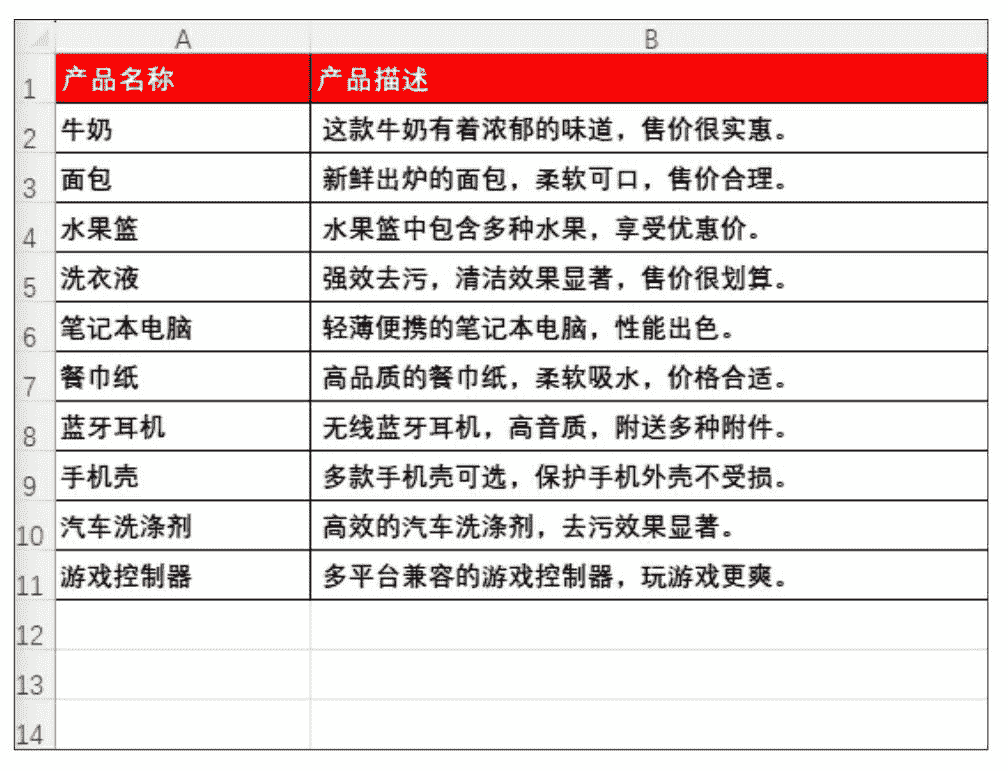 A B
1 产品名称 产品描述
2 牛奶 这款牛奶有着浓郁的味道，售价很实惠。
3 面包 新鲜出炉的面包，柔软可口，售价合理。
4 水果篮 水果篮中包含多种水果，享受优惠价。
5 洗衣液 强效去污，清洁效果显著，售价很划算。
6 笔记本电脑 轻薄便携的笔记本电脑，性能出色。
7 餐巾纸 高品质的餐巾纸，柔软吸水，价格合适。
8 蓝牙耳机 无线蓝牙耳机，高音质，附送多种附件。
9 手机壳 多款手机壳可选，保护手机外壳不受损。
10 汽车洗涤剂 高效的汽车洗涤剂，去污效果显著。
11 游戏控制器 多平台兼容的游戏控制器，玩游戏更爽。
12
13
14